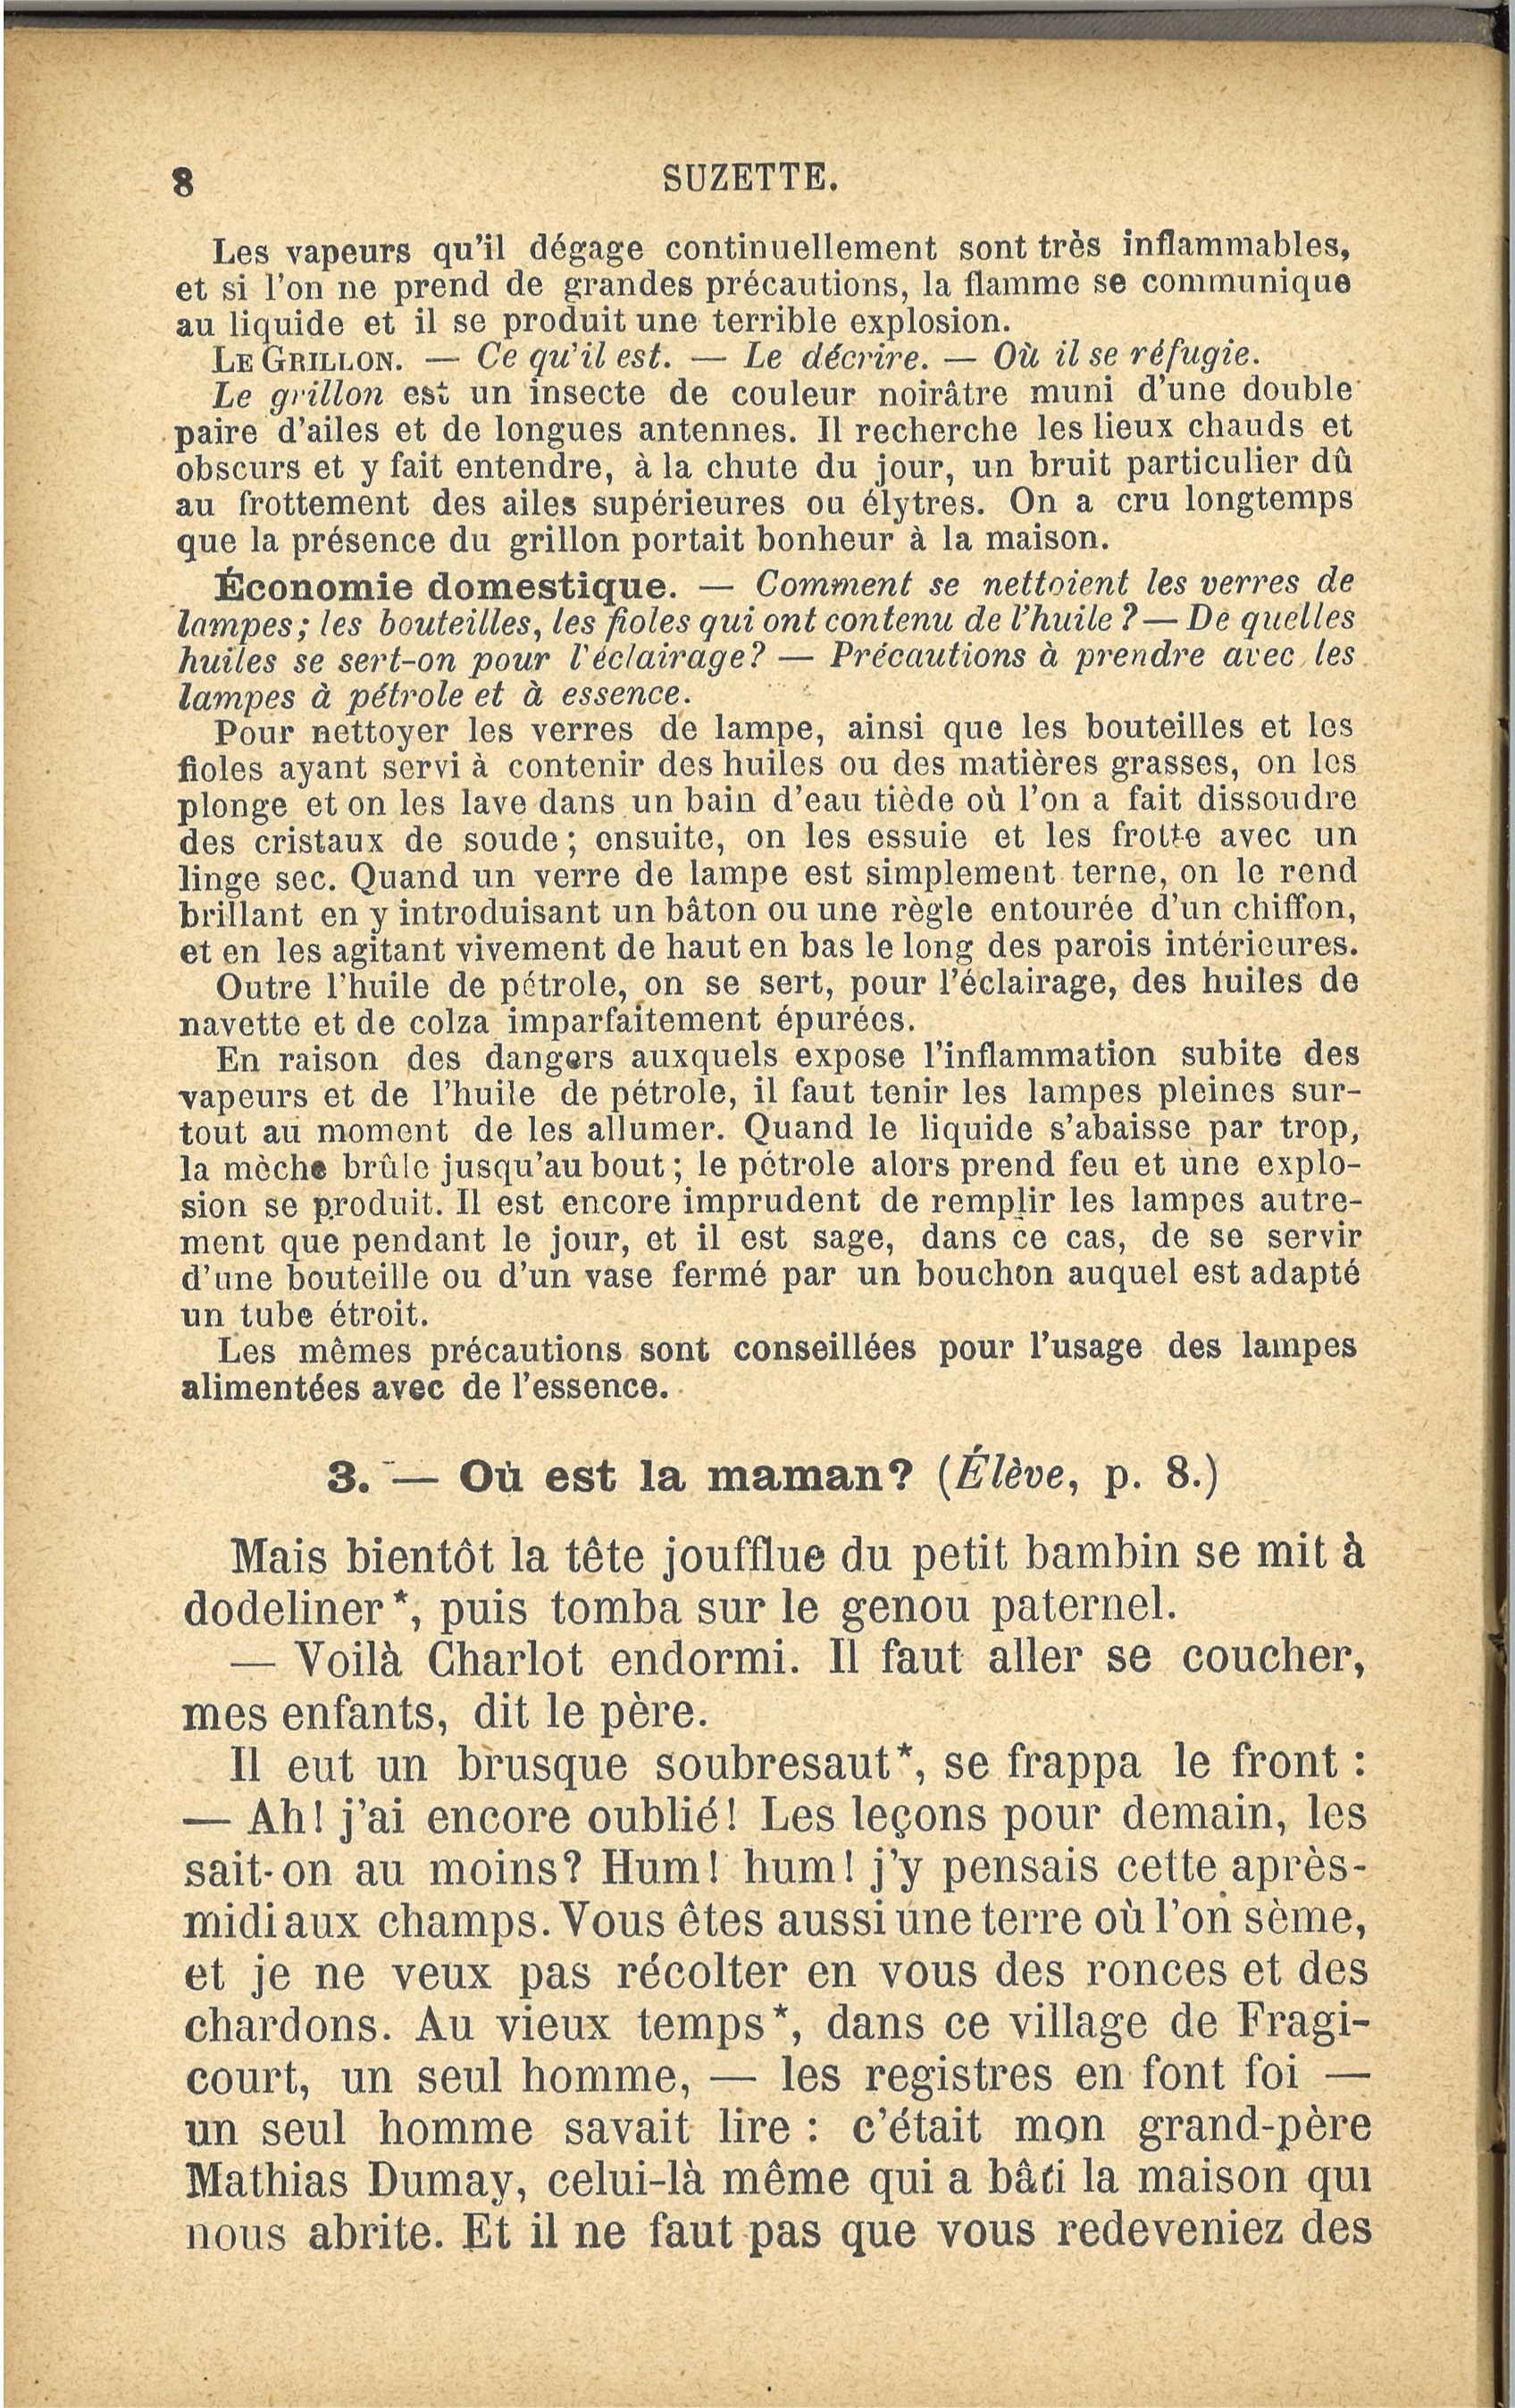 8
SUZETTE.
Les vapeurs qu'il dégage continuellement sont très inflammables,
et si l'on ne prend de grandes précautions, la flamme se communique
au liquide et il se produit une terrible explosion.
LE GRILLON. — Ce qu'il est. — Le décrire. — Où il se réfugie.
Le grillon est un insecte de couleur noirâtre muni d'une double
paire d'ailes et de longues antennes. Il recherche les lieux chauds et
obscurs et y fait entendre, à la chute du jour, un bruit particulier dû
au frottement des ailes supérieures ou élytres. On a cru longtemps
que la présence du grillon portait bonheur à la maison.
Économie domestique. — Comment se nettoient les verres de
lampes; les bouteilles, les fioles qui ont contenu de l'huile? — De quelles
huiles se sert-on pour l'éclairage? — Précautions à prendre avec les
lampes à pétrole et à essence.
Pour nettoyer les verres de lampe, ainsi que les bouteilles et les
fioles ayant servi à contenir des huiles ou des matières grasses, on les
plonge et on les lave dans un bain d'eau tiède où l'on a fait dissoudre
des cristaux de soude; ensuite, on les essuie et les frotte avec un
linge sec. Quand un verre de lampe est simplement terne, on le rend
brillant en y introduisant un bâton ou une règle entourée d'un chiffon,
et en les agitant vivement de haut en bas le long des parois intérieures.
Outre l'huile de pétrole, on se sert, pour l'éclairage, des huiles de
navette et de colza imparfaitement épurées.
En raison des dangers auxquels expose l'inflammation subite des
vapeurs et de l'huile de pétrole, il faut tenir les lampes pleines sur-
tout au moment de les allumer. Quand le liquide s'abaisse par trop,
la mèche brûle jusqu'au bout; le pétrole alors prend feu et une explo-
sion se produit. Il est encore imprudent de remplir les lampes autre-
ment que pendant le jour, et il est sage, dans ce cas, de se servir
d'une bouteille ou d'un vase fermé par un bouchon auquel est adapté
un tube étroit.
Les mêmes précautions sont conseillées pour l'usage des lampes
alimentées avec de l'essence.
3. — Où est la maman? (Élève, p. 8.)
Mais bientôt la tête joufflue du petit bambin se mit à
dodeliner*, puis tomba sur le genou paternel.
— Voilà Charlot endormi. Il faut aller se coucher,
mes enfants, dit le père.
Il eut un brusque soubresaut*, se frappa le front :
— Ah! j'ai encore oublié! Les leçons pour demain, les
sait-on au moins? Hum! hum! j'y pensais cette après-
midi aux champs. Vous êtes aussi une terre où l'on sème,
et je ne veux pas récolter en vous des ronces et des
chardons. Au vieux temps*, dans ce village de Fragi-
court, un seul homme, — les registres en font foi —
un seul homme savait lire : c'était mon grand-père
Mathias Dumay, celui-là même qui a bâti la maison qui
nous abrite. Et il ne faut pas que vous redeveniez des